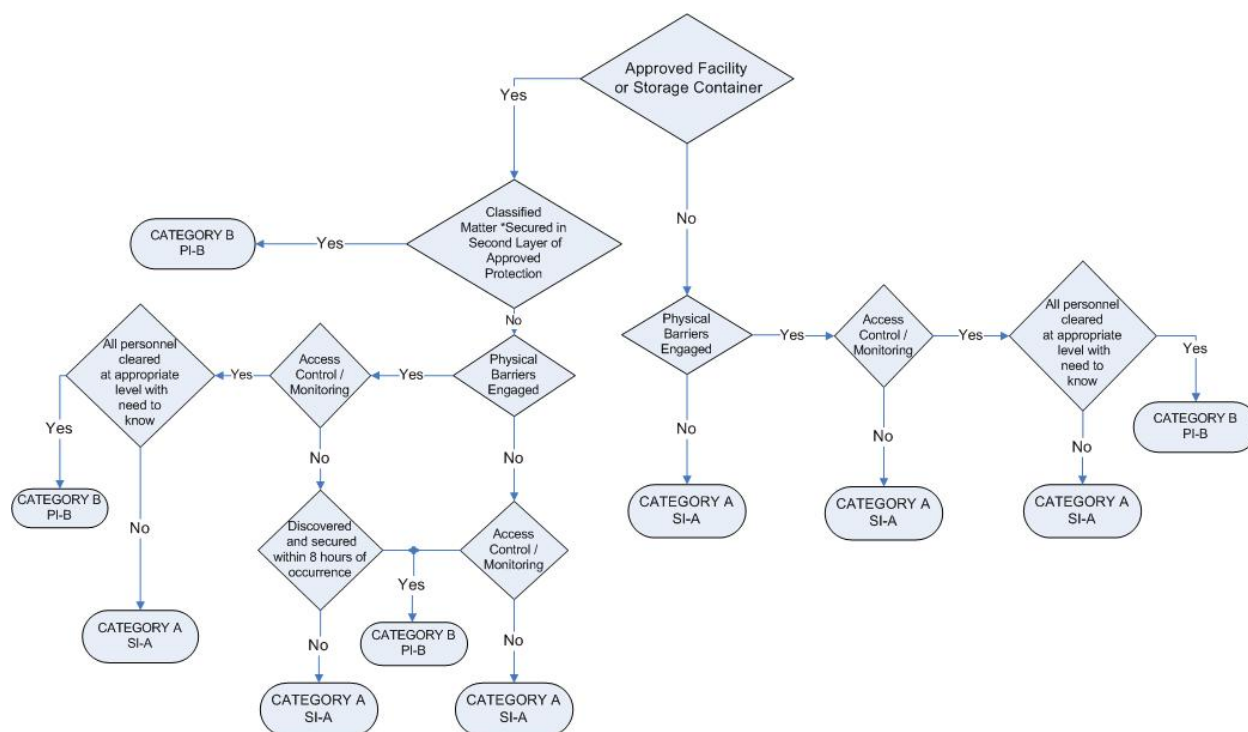 Approved Facility
or Storage Container
Yes
No
Classified
Matter *Secured in
Second Layer of
Approved
Protection
Yes
CATEGORY B
PI-B
No
Physical
Barriers
Engaged
Yes
Access
Control /
Monitoring
Yes
All personnel
cleared
at appropriate
level with
need to
know
Yes
CATEGORY B
PI-B
No
CATEGORY A
SI-A
No
Discovered
and secured
within 8 hours of
occurrence
No
CATEGORY A
SI-A
Yes
CATEGORY B
PI-B
No
Access
Control /
Monitoring
No
CATEGORY A
SI-A
Physical
Barriers
Engaged
Yes
Access
Control /
Monitoring
Yes
All personnel
cleared
at appropriate
level with
need to
know
Yes
CATEGORY B
PI-B
No
CATEGORY A
SI-A
No
CATEGORY A
SI-A
No
CATEGORY A
SI-A